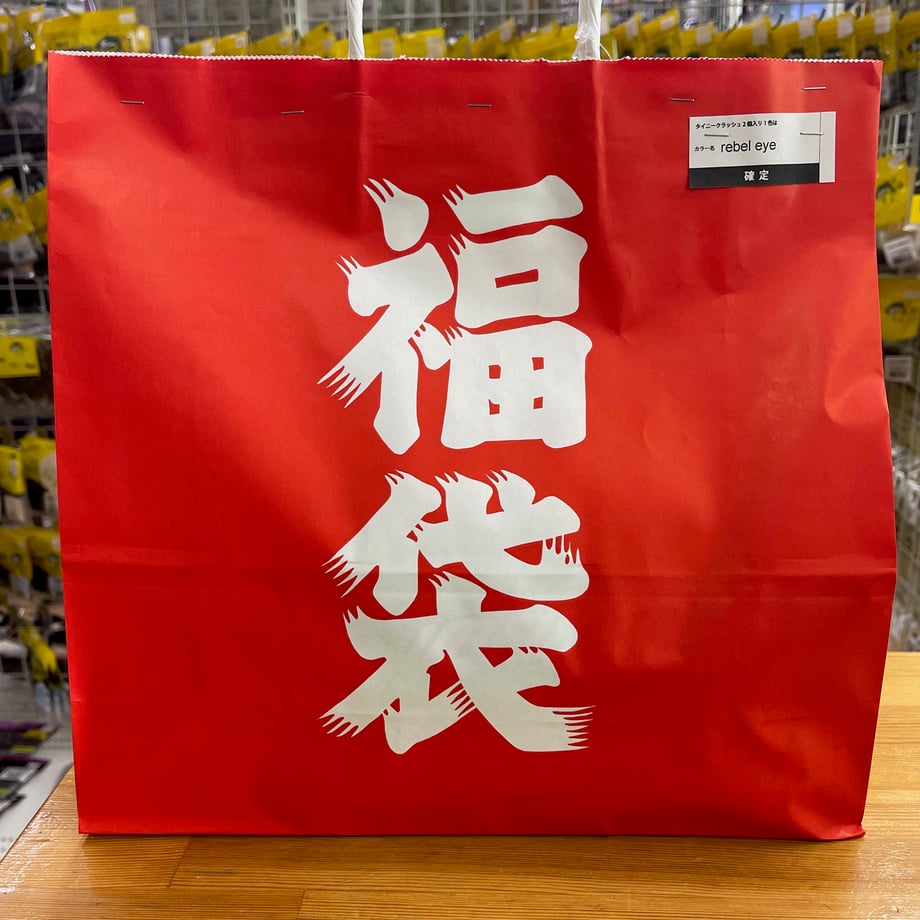 福袋
タイニークラッシュ2個入り1色は
カラー名 rebel eye
確定